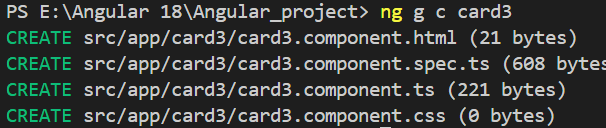 PS E:\Angular 18\Angular_project> ng g c card3
CREATE src/app/card3/card3.component.html (21 bytes)
CREATE src/app/card3/card3.component.spec.ts (608 bytes
CREATE src/app/card3/card3.component.ts (221 bytes)
CREATE src/app/card3/card3.component.css (0 bytes)